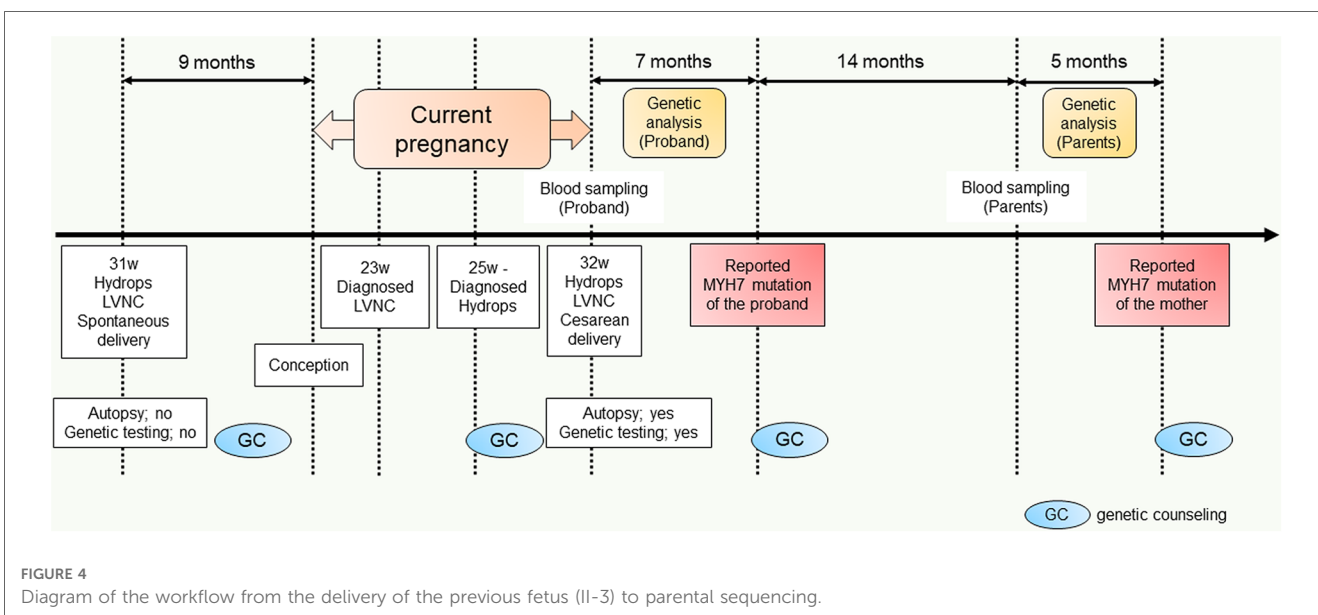 9 months
7 months
14 months
5 months
Current
pregnancy
Genetic
analysis
(Proband)
Genetic
analysis
(Parents)
Blood sampling
(Proband)
Blood sampling
(Parents)
31w
Hydrops
LVNC
Spontaneous
delivery
23w
Diagnosed
LVNC
25w -
Diagnosed
Hydrops
32w
Hydrops
LVNC
Cesarean
delivery
Reported
MYH7 mutation
of the proband
Reported
MYH7 mutation
of the mother
Conception
Autopsy; no
Genetic testing; no
GC
GC
Autopsy; yes
Genetic testing; yes
GC
GC
GC genetic counseling
FIGURE 4
Diagram of the workflow from the delivery of the previous fetus (II-3) to parental sequencing.